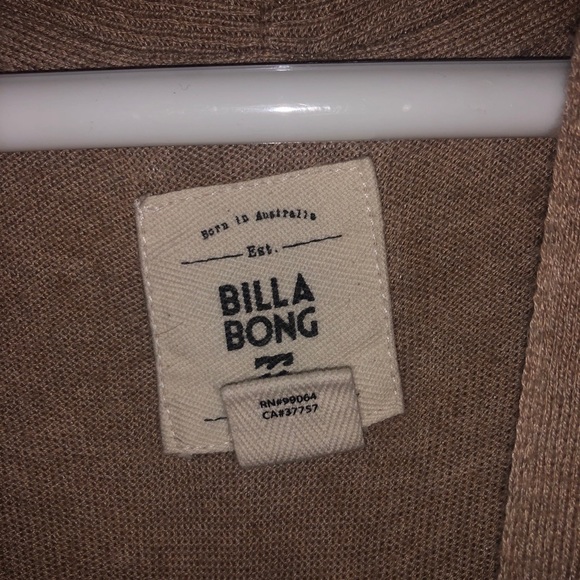 Born in Australia
Est.
BILLA
BONG
RN#99064
CA#37757